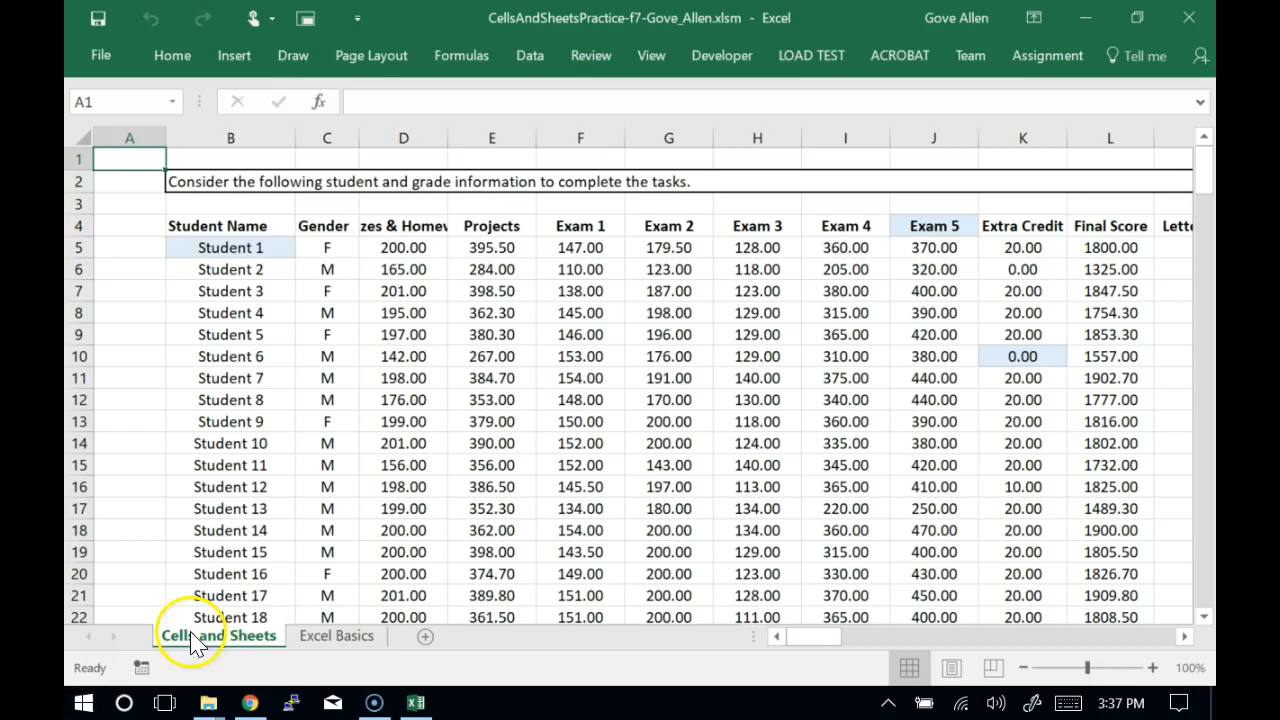 CellsAndSheetsPractice-f7-Gove_Allen.xlsm - Excel Gove Allen
File Home Insert Draw Page Layout Formulas Data Review View Developer LOAD TEST ACROBAT Team Assignment Tell me
A1 fx
A B C D E F G H I J K L
1
2 Consider the following student and grade information to complete the tasks.
3
4 Student Name Gender zes & Homew Projects Exam 1 Exam 2 Exam 3 Exam 4 Exam 5 Extra Credit Final Score Lette
5 Student 1 F 200.00 395.50 147.00 179.50 128.00 360.00 370.00 20.00 1800.00
6 Student 2 M 165.00 284.00 110.00 123.00 118.00 205.00 320.00 0.00 1325.00
7 Student 3 F 201.00 398.50 138.00 187.00 123.00 380.00 400.00 20.00 1847.50
8 Student 4 M 195.00 362.30 145.00 198.00 129.00 315.00 390.00 20.00 1754.30
9 Student 5 F 197.00 380.30 146.00 196.00 129.00 365.00 420.00 20.00 1853.30
10 Student 6 M 142.00 267.00 153.00 176.00 129.00 310.00 380.00 0.00 1557.00
11 Student 7 M 198.00 384.70 154.00 191.00 140.00 375.00 440.00 20.00 1902.70
12 Student 8 M 176.00 353.00 148.00 170.00 130.00 340.00 440.00 20.00 1777.00
13 Student 9 F 199.00 379.00 150.00 200.00 118.00 360.00 390.00 20.00 1816.00
14 Student 10 M 201.00 390.00 152.00 200.00 124.00 335.00 380.00 20.00 1802.00
15 Student 11 M 156.00 356.00 152.00 143.00 140.00 345.00 420.00 20.00 1732.00
16 Student 12 M 198.00 386.50 145.50 197.00 113.00 365.00 410.00 10.00 1825.00
17 Student 13 M 199.00 352.30 134.00 180.00 134.00 220.00 250.00 20.00 1489.30
18 Student 14 M 200.00 362.00 154.00 200.00 134.00 360.00 470.00 20.00 1900.00
19 Student 15 M 200.00 398.00 143.50 200.00 129.00 315.00 400.00 20.00 1805.50
20 Student 16 F 200.00 374.70 149.00 200.00 123.00 330.00 430.00 20.00 1826.70
21 Student 17 M 201.00 389.80 151.00 200.00 128.00 370.00 450.00 20.00 1909.80
22 Student 18 M 200.00 361.50 151.00 200.00 111.00 365.00 400.00 20.00 1808.50
Cells and Sheets Excel Basics
Ready 100%
3:37 PM